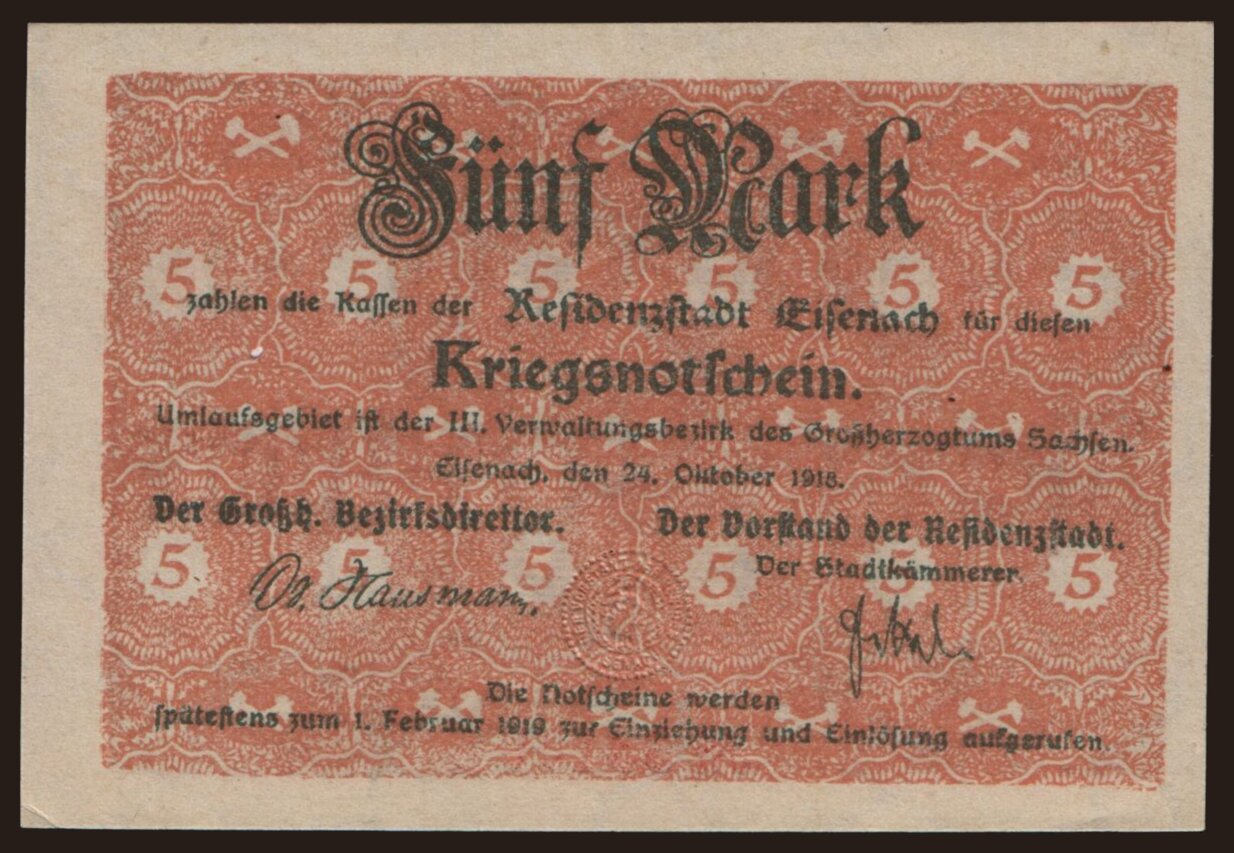 Fünf Mark
5 5 5 5 5 5
zahlen die Kassen der Residenzstadt Eisenach für diesen
Kriegsnotschein.
Umlaufsgebiet ist der III. Verwaltungsbezirk des Großherzogtums Sachsen.
Eisenach, den 24. Oktober 1918.
Der Großh. Bezirksdirektor.
Der Vorstand der Residenzstadt.
Der Stadtkämmerer.
5 5 5 5 5 5
Die Notscheine werden
spätestens zum 1. Februar 1919 zur Einziehung und Einlösung aufgerufen.